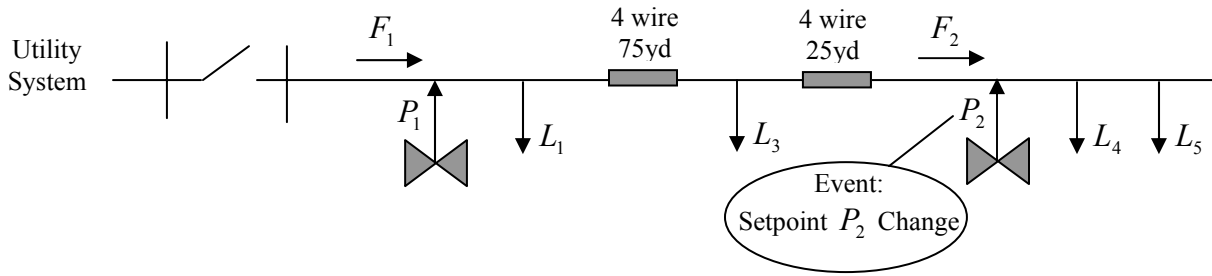 Utility
System
F₁
P₁
L₁
4 wire
75yd
L₃
4 wire
25yd
F₂
P₂
L₄
L₅
Event:
Setpoint P₂ Change